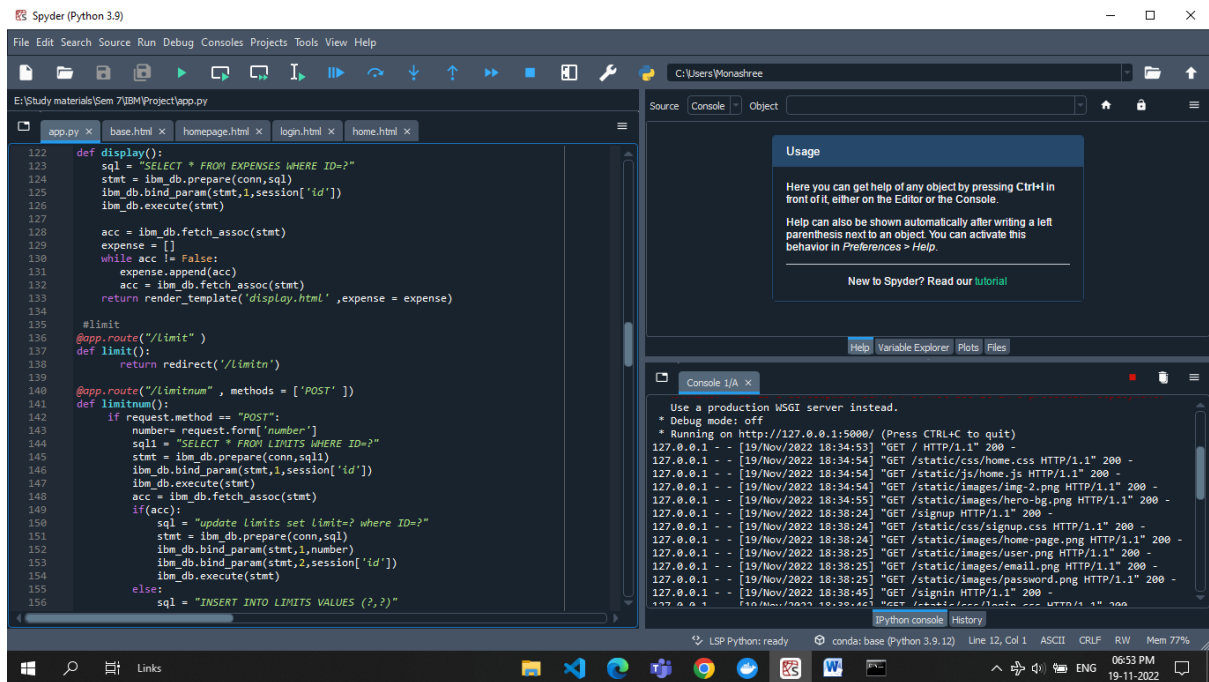 Spyder (Python 3.9)
File Edit Search Source Run Debug Consoles Projects Tools View Help
C:\Users\Monashree
E:\Study materials\Sem 7\IBM\Project\app.py
app.py base.html homepage.html login.html home.html
122 def display():
123 sql = "SELECT * FROM EXPENSES WHERE ID=?"
124 stmt = ibm_db.prepare(conn,sql)
125 ibm_db.bind_param(stmt,1,session['id'])
126 ibm_db.execute(stmt)
127
128 acc = ibm_db.fetch_assoc(stmt)
129 expense = []
130 while acc != False:
131 expense.append(acc)
132 acc = ibm_db.fetch_assoc(stmt)
133 return render_template('display.html' ,expense = expense)
134
135 #limit
136 @app.route("/limit" )
137 def limit():
138 return redirect('/limitn')
139
140 @app.route("/limitnum" , methods = ['POST' ])
141 def limitnum():
142 if request.method == "POST":
143 number= request.form['number']
144 sql1 = "SELECT * FROM LIMITS WHERE ID=?"
145 stmt = ibm_db.prepare(conn,sql1)
146 ibm_db.bind_param(stmt,1,session['id'])
147 ibm_db.execute(stmt)
148 acc = ibm_db.fetch_assoc(stmt)
149 if(acc):
150 sql = "update limits set limit=? where ID=?"
151 stmt = ibm_db.prepare(conn,sql)
152 ibm_db.bind_param(stmt,1,number)
153 ibm_db.bind_param(stmt,2,session['id'])
154 ibm_db.execute(stmt)
155 else:
156 sql = "INSERT INTO LIMITS VALUES (?,?)"
Source Console Object
Usage
Here you can get help of any object by pressing Ctrl+I in
front of it, either on the Editor or the Console.
Help can also be shown automatically after writing a left
parenthesis next to an object. You can activate this
behavior in Preferences > Help.
New to Spyder? Read our tutorial
Help Variable Explorer Plots Files
Console 1/A
Use a production WSGI server instead.
* Debug mode: off
* Running on http://127.0.0.1:5000/ (Press CTRL+C to quit)
127.0.0.1 - - [19/Nov/2022 18:34:53] "GET / HTTP/1.1" 200 -
127.0.0.1 - - [19/Nov/2022 18:34:54] "GET /static/css/home.css HTTP/1.1" 200 -
127.0.0.1 - - [19/Nov/2022 18:34:54] "GET /static/js/home.js HTTP/1.1" 200 -
127.0.0.1 - - [19/Nov/2022 18:34:54] "GET /static/images/img-2.png HTTP/1.1" 200 -
127.0.0.1 - - [19/Nov/2022 18:34:55] "GET /static/images/hero-bg.png HTTP/1.1" 200 -
127.0.0.1 - - [19/Nov/2022 18:38:24] "GET /signup HTTP/1.1" 200 -
127.0.0.1 - - [19/Nov/2022 18:38:24] "GET /static/css/signup.css HTTP/1.1" 200 -
127.0.0.1 - - [19/Nov/2022 18:38:24] "GET /static/images/home-page.png HTTP/1.1" 200 -
127.0.0.1 - - [19/Nov/2022 18:38:25] "GET /static/images/user.png HTTP/1.1" 200 -
127.0.0.1 - - [19/Nov/2022 18:38:25] "GET /static/images/email.png HTTP/1.1" 200 -
127.0.0.1 - - [19/Nov/2022 18:38:25] "GET /static/images/password.png HTTP/1.1" 200 -
127.0.0.1 - - [19/Nov/2022 18:38:45] "GET /signin HTTP/1.1" 200 -
127.0.0.1 - - [19/Nov/2022 18:38:46] "GET /static/css/login.css HTTP/1.1" 200
IPython console History
LSP Python: ready conda: base (Python 3.9.12) Line 12, Col 1 ASCII CRLF RW Mem 77%
Links
ENG
06:53 PM
19-11-2022